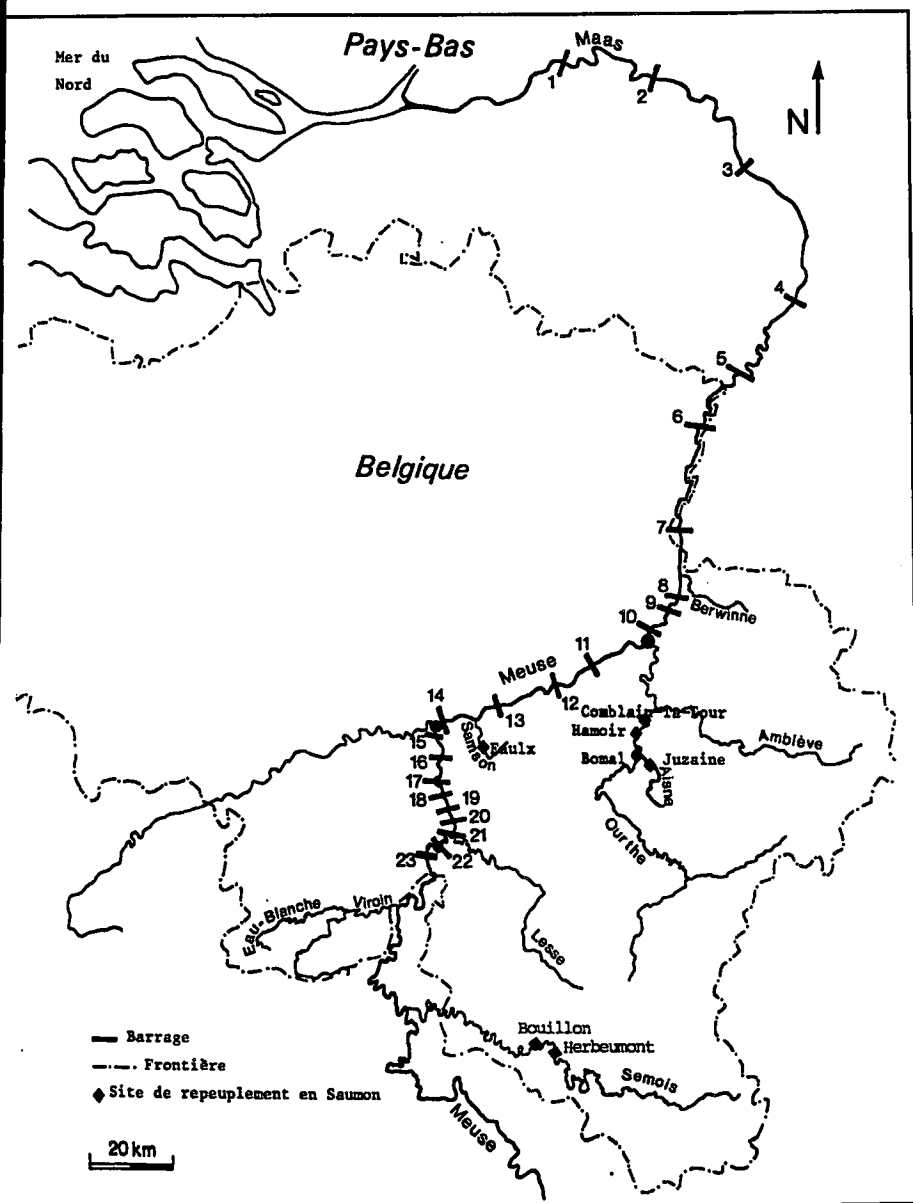 Pays-Bas
Mer du
Nord
Maas
1
2
N
3
4
5
6
Belgique
7
8
Berwinne
9
10
11
Meuse
12
13
14
Comblain-la-Tour
Hamoir
Amblève
15
Samson
Faulx
Bomal
Juzaine
Aisne
16
17
18
19
20
21
22
23
Ourthe
Eau-Blanche
Viroin
Lesse
Bouillon
Herbeumont
Semois
Meuse
Barrage
Frontière
Site de repeuplement en Saumon
20 km